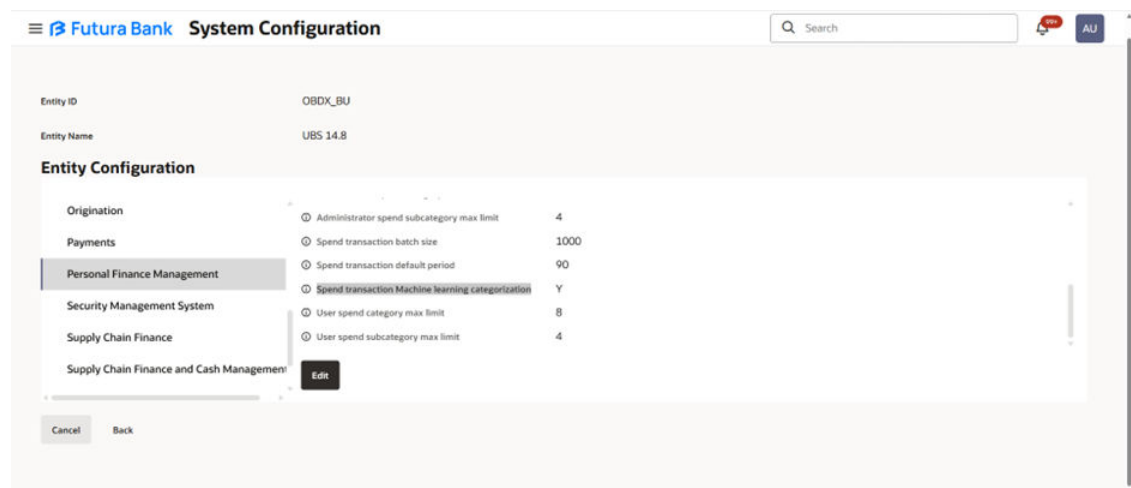 Futura Bank System Configuration
Search
99+
AU
Entity ID OBDX_BU
Entity Name UBS 14.8
Entity Configuration
Origination
Payments
Personal Finance Management
Security Management System
Supply Chain Finance
Supply Chain Finance and Cash Management
Administrator spend subcategory max limit 4
Spend transaction batch size 1000
Spend transaction default period 90
Spend transaction Machine learning categorization Y
User spend category max limit 8
User spend subcategory max limit 4
Edit
Cancel Back